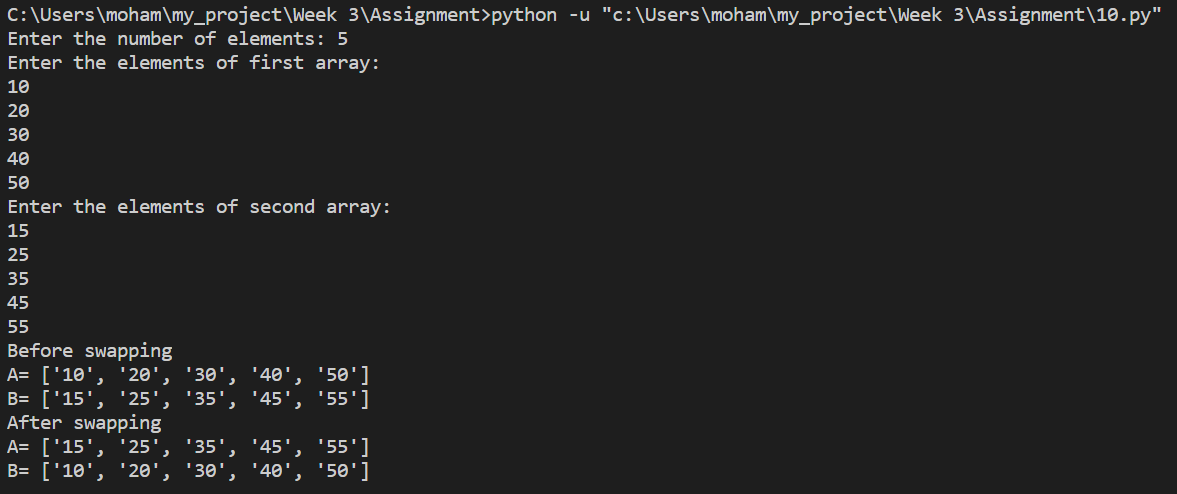 C:\Users\moham\my_project\Week 3\Assignment>python -u "c:\Users\moham\my_project\Week 3\Assignment\10.py"
Enter the number of elements: 5
Enter the elements of first array:
10
20
30
40
50
Enter the elements of second array:
15
25
35
45
55
Before swapping
A= ['10', '20', '30', '40', '50']
B= ['15', '25', '35', '45', '55']
After swapping
A= ['15', '25', '35', '45', '55']
B= ['10', '20', '30', '40', '50']